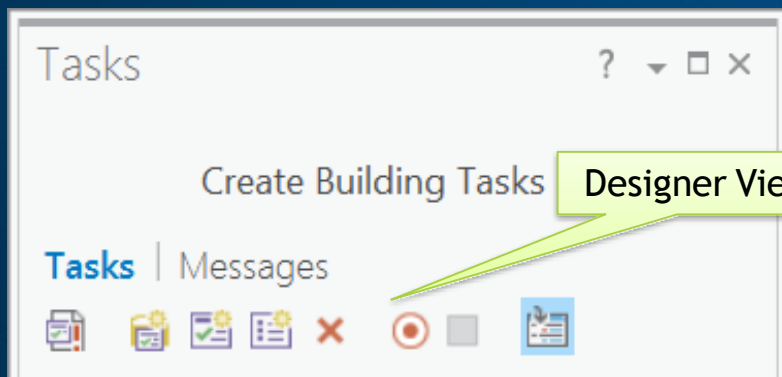 Tasks ?
Create Building Tasks
Designer Vie
Tasks | Messages